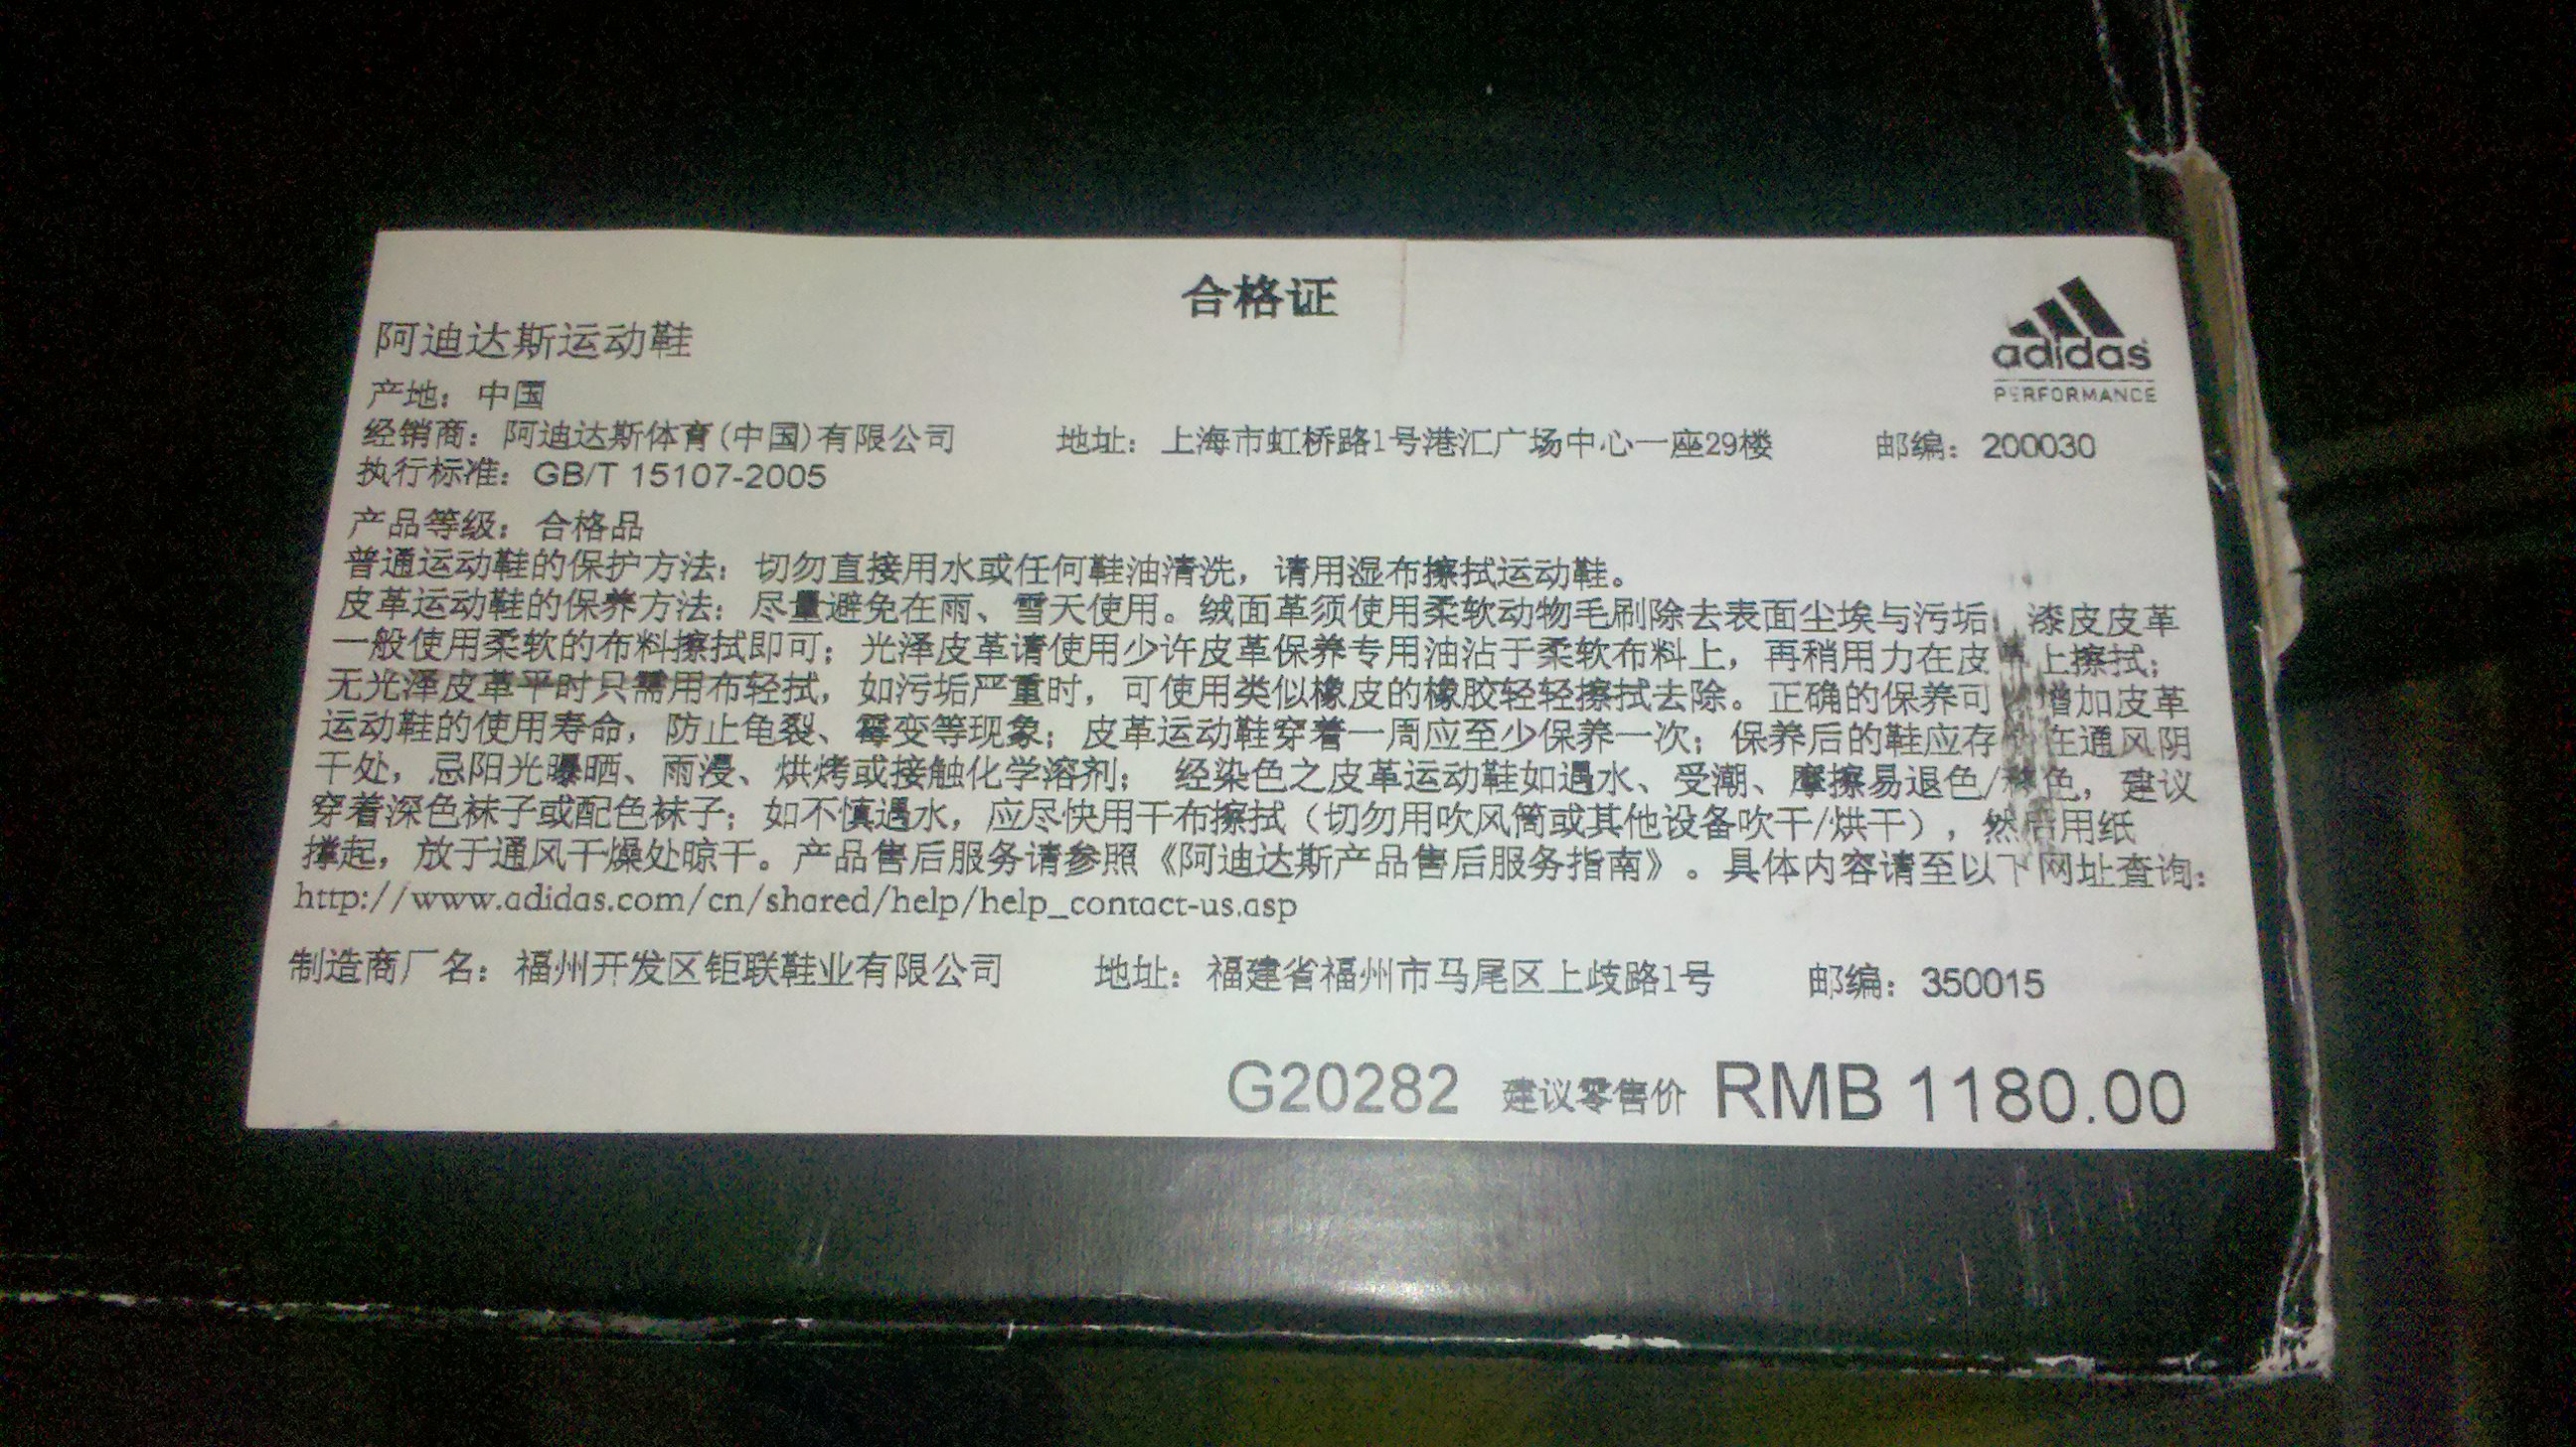 合格证
adidas
PERFORMANCE
阿迪达斯运动鞋
产地：中国
经销商：阿迪达斯体育(中国)有限公司 地址：上海市虹桥路1号港汇广场中心一座29楼 邮编：200030
执行标准：GB/T 15107-2005
产品等级：合格品
普通运动鞋的保护方法：切勿直接用水或任何鞋油清洗，请用湿布擦拭运动鞋。
皮革运动鞋的保养方法：尽量避免在雨、雪天使用。绒面革须使用柔软动物毛刷除去表面尘埃与污垢 漆皮皮革
一般使用柔软的布料擦拭即可；光泽皮革请使用少许皮革保养专用油沾于柔软布料上，再稍用力在皮 上擦拭；
无光泽皮革平时只需用布轻拭，如污垢严重时，可使用类似橡皮的橡胶轻轻擦拭去除。正确的保养可 增加皮革
运动鞋的使用寿命，防止龟裂、霉变等现象；皮革运动鞋穿着一周应至少保养一次；保养后的鞋应存 在通风阴
干处，忌阳光曝晒、雨浸、烘烤或接触化学溶剂； 经染色之皮革运动鞋如遇水、受潮、摩擦易退色/ 色，建议
穿着深色袜子或配色袜子；如不慎遇水，应尽快用干布擦拭（切勿用吹风筒或其他设备吹干/烘干），然后用纸
撑起，放于通风干燥处晾干。产品售后服务请参照《阿迪达斯产品售后服务指南》。具体内容请至以下网址查询：
http://www.adidas.com/cn/shared/help/help_contact-us.asp
制造商厂名：福州开发区钜联鞋业有限公司 地址：福建省福州市马尾区上歧路1号 邮编：350015
G20282 建议零售价 RMB 1180.00